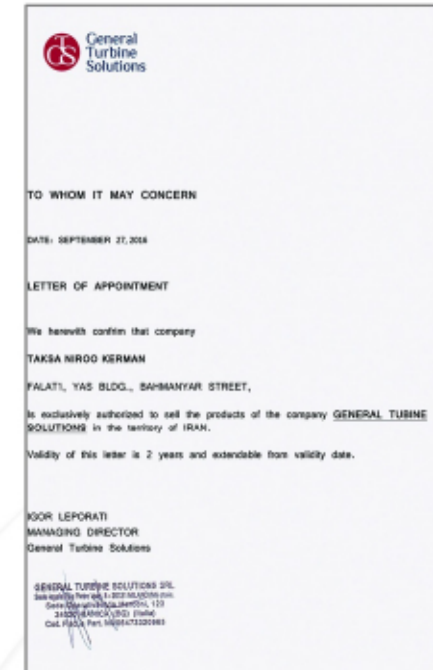 General
Turbine
Solutions
TO WHOM IT MAY CONCERN
DATE: SEPTEMBER 27, 2016
LETTER OF APPOINTMENT
We herewith confrim that company
TAKSA NIROO KERMAN
FALAT1, YAS BLDG.., BAHMANYAR STREET,
Is exclusively authorized to sell the products of the company GENERAL TUBINE
SOLUTIONS in the territory of IRAN.
Validity of this letter is 2 years and extendable from validity date.
IGOR LEPORATI
MANAGING DIRECTOR
General Turbine Solutions
GENERAL TURBINE SOLUTIONS SRL